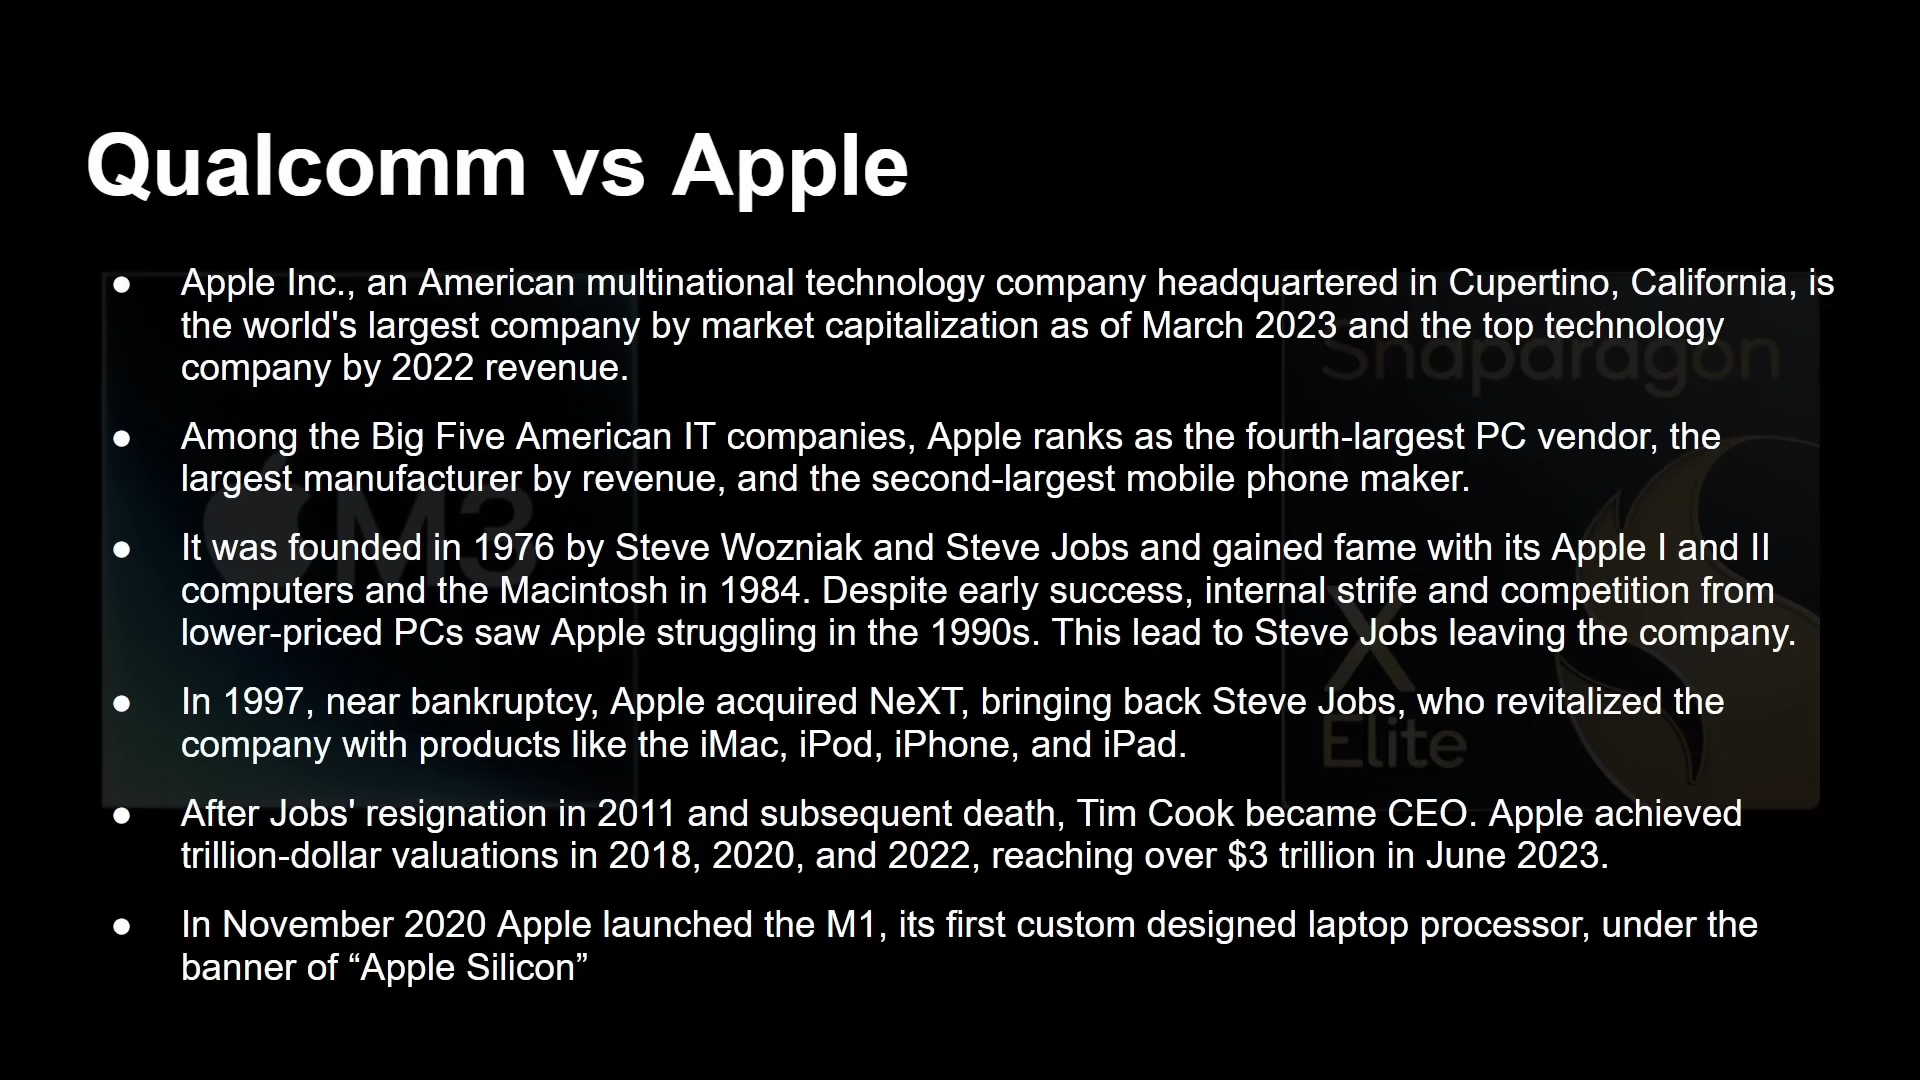 Qualcomm vs Apple
● Apple Inc., an American multinational technology company headquartered in Cupertino, California, is
the world's largest company by market capitalization as of March 2023 and the top technology
company by 2022 revenue.
● Among the Big Five American IT companies, Apple ranks as the fourth-largest PC vendor, the
largest manufacturer by revenue, and the second-largest mobile phone maker.
● It was founded in 1976 by Steve Wozniak and Steve Jobs and gained fame with its Apple I and II
computers and the Macintosh in 1984. Despite early success, internal strife and competition from
lower-priced PCs saw Apple struggling in the 1990s. This lead to Steve Jobs leaving the company.
● In 1997, near bankruptcy, Apple acquired NeXT, bringing back Steve Jobs, who revitalized the
company with products like the iMac, iPod, iPhone, and iPad.
● After Jobs' resignation in 2011 and subsequent death, Tim Cook became CEO. Apple achieved
trillion-dollar valuations in 2018, 2020, and 2022, reaching over $3 trillion in June 2023.
● In November 2020 Apple launched the M1, its first custom designed laptop processor, under the
banner of “Apple Silicon”
M3
Snapdragon
X
Elite